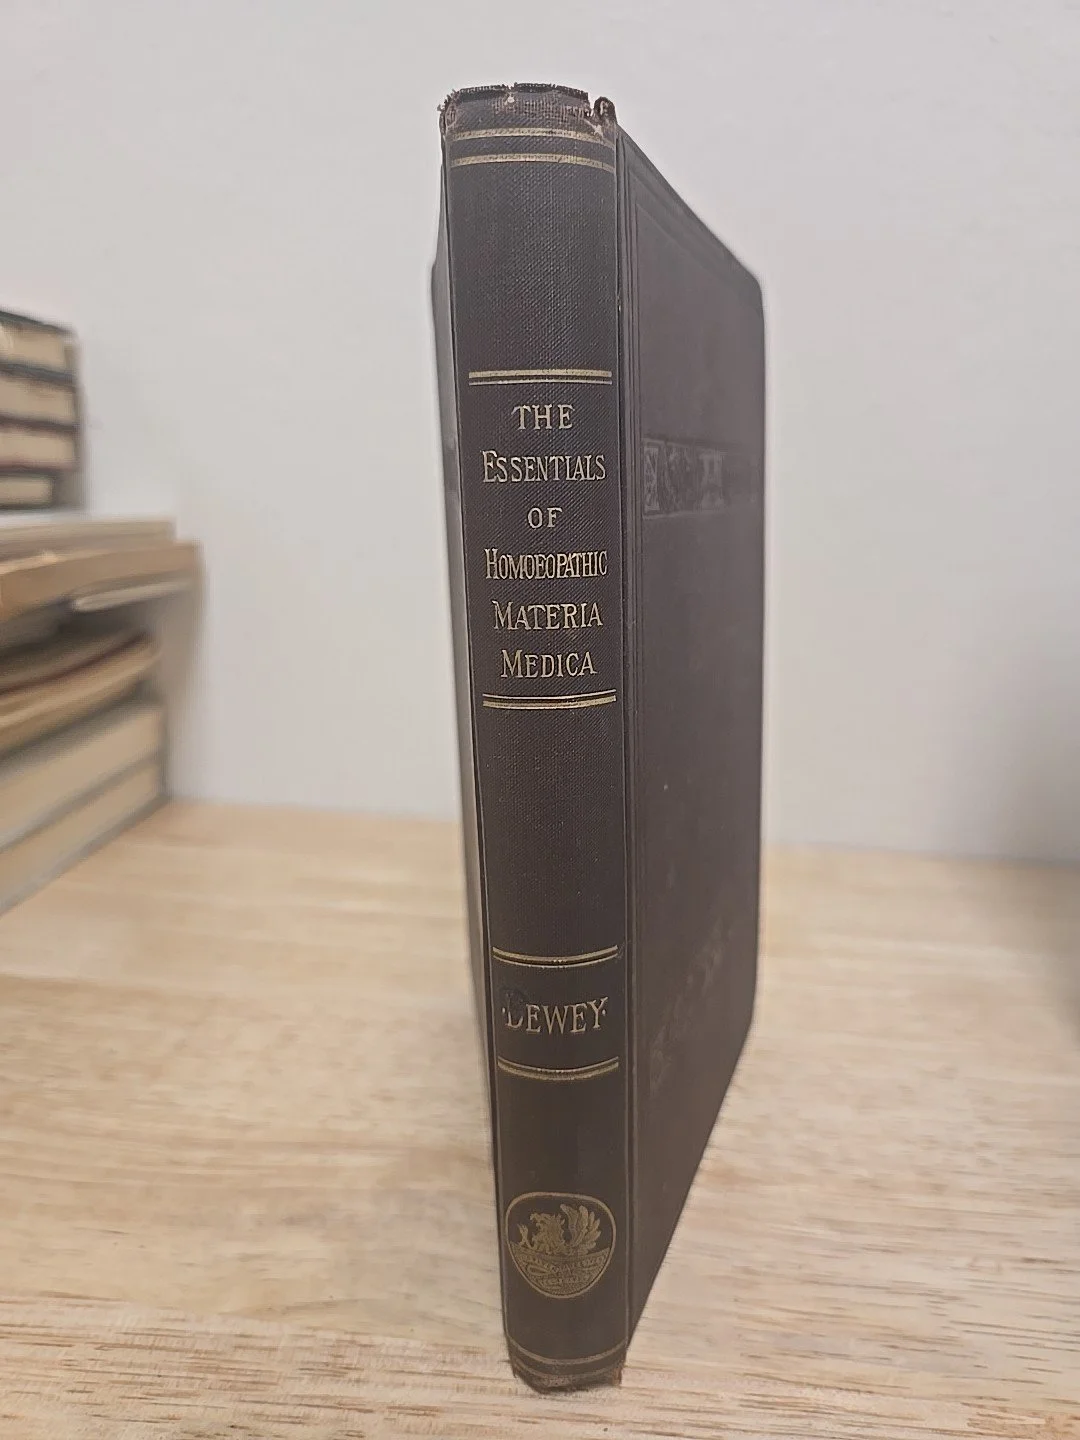 THE
ESSENTIALS
OF
HOMOEOPATHIC
MATERIA
MEDICA
·DEWEY·